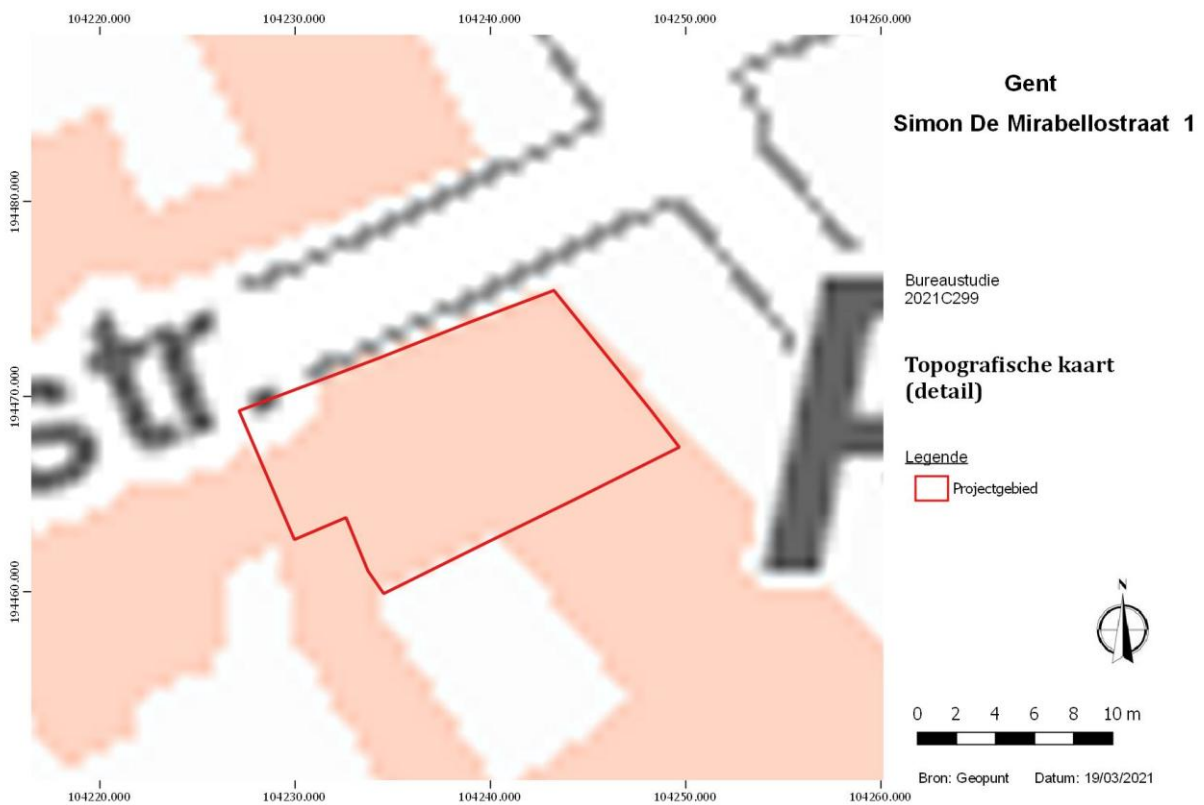 104220.000 104230.000 104240.000 104250.000 104260.000
Gent
Simon De Mirabellostraat 1
194480.000
Bureaustudie
2021C299
str.
Topografische kaart
(detail)
194470.000
Legende
Projectgebied
194460.000
N
0 2 4 6 8 10 m
Bron: Geopunt Datum: 19/03/2021
104220.000 104230.000 104240.000 104250.000 104260.000